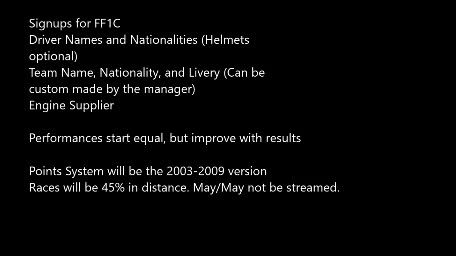 Signups for FF1C
Driver Names and Nationalities (Helmets
optional)
Team Name, Nationality, and Livery (Can be
custom made by the manager)
Engine Supplier
Performances start equal, but improve with results
Points System will be the 2003-2009 version
Races will be 45% in distance. May/May not be streamed.